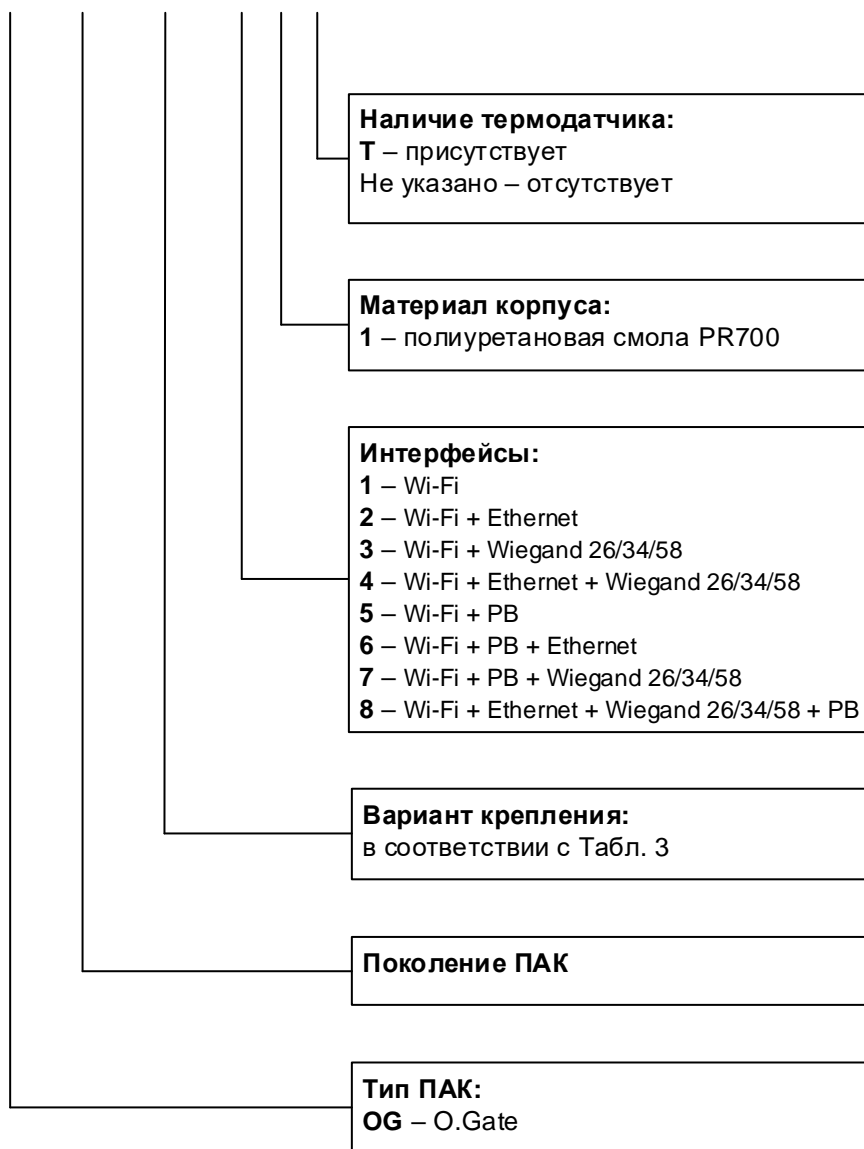 Наличие термодатчика:
Т – присутствует
Не указано – отсутствует
Материал корпуса:
1 – полиуретановая смола PR700
Интерфейсы:
1 – Wi-Fi
2 – Wi-Fi + Ethernet
3 – Wi-Fi + Wiegand 26/34/58
4 – Wi-Fi + Ethernet + Wiegand 26/34/58
5 – Wi-Fi + PB
6 – Wi-Fi + PB + Ethernet
7 – Wi-Fi + PB + Wiegand 26/34/58
8 – Wi-Fi + Ethernet + Wiegand 26/34/58 + PB
Вариант крепления:
в соответствии с Табл. 3
Поколение ПАК
Тип ПАК:
OG – O.Gate